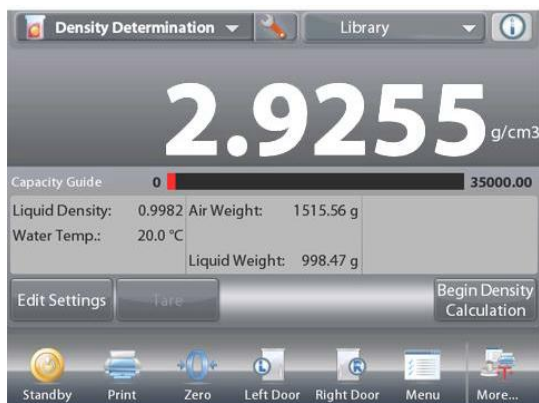 Density Determination Library
2.9255 g/cm3
Capacity Guide 0 35000.00
Liquid Density: 0.9982 Air Weight: 1515.56 g
Water Temp.: 20.0 °C
Liquid Weight: 998.47 g
Edit Settings Tare Begin Density
Calculation
Standby Print Zero Left Door Right Door Menu More...